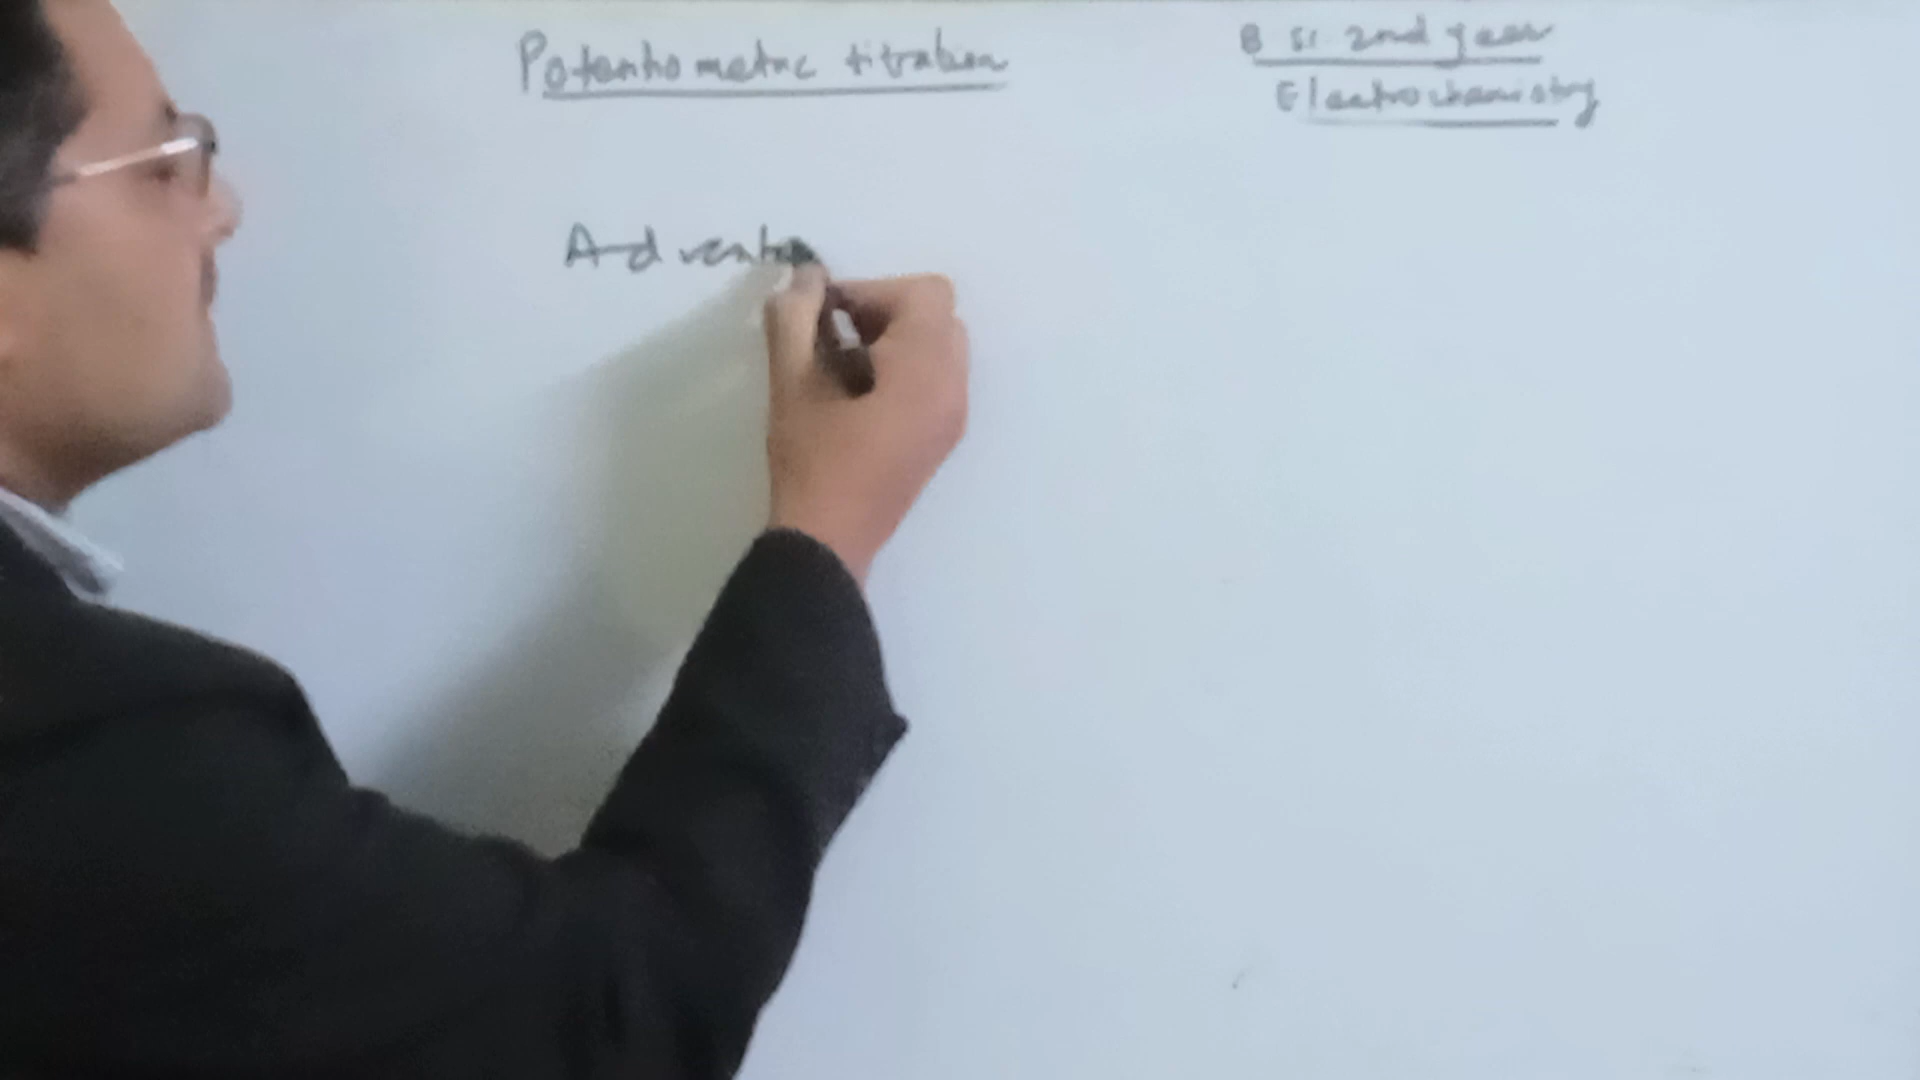 Potentiometric titration
B Sc 2nd year
Electrochemistry
Advanta